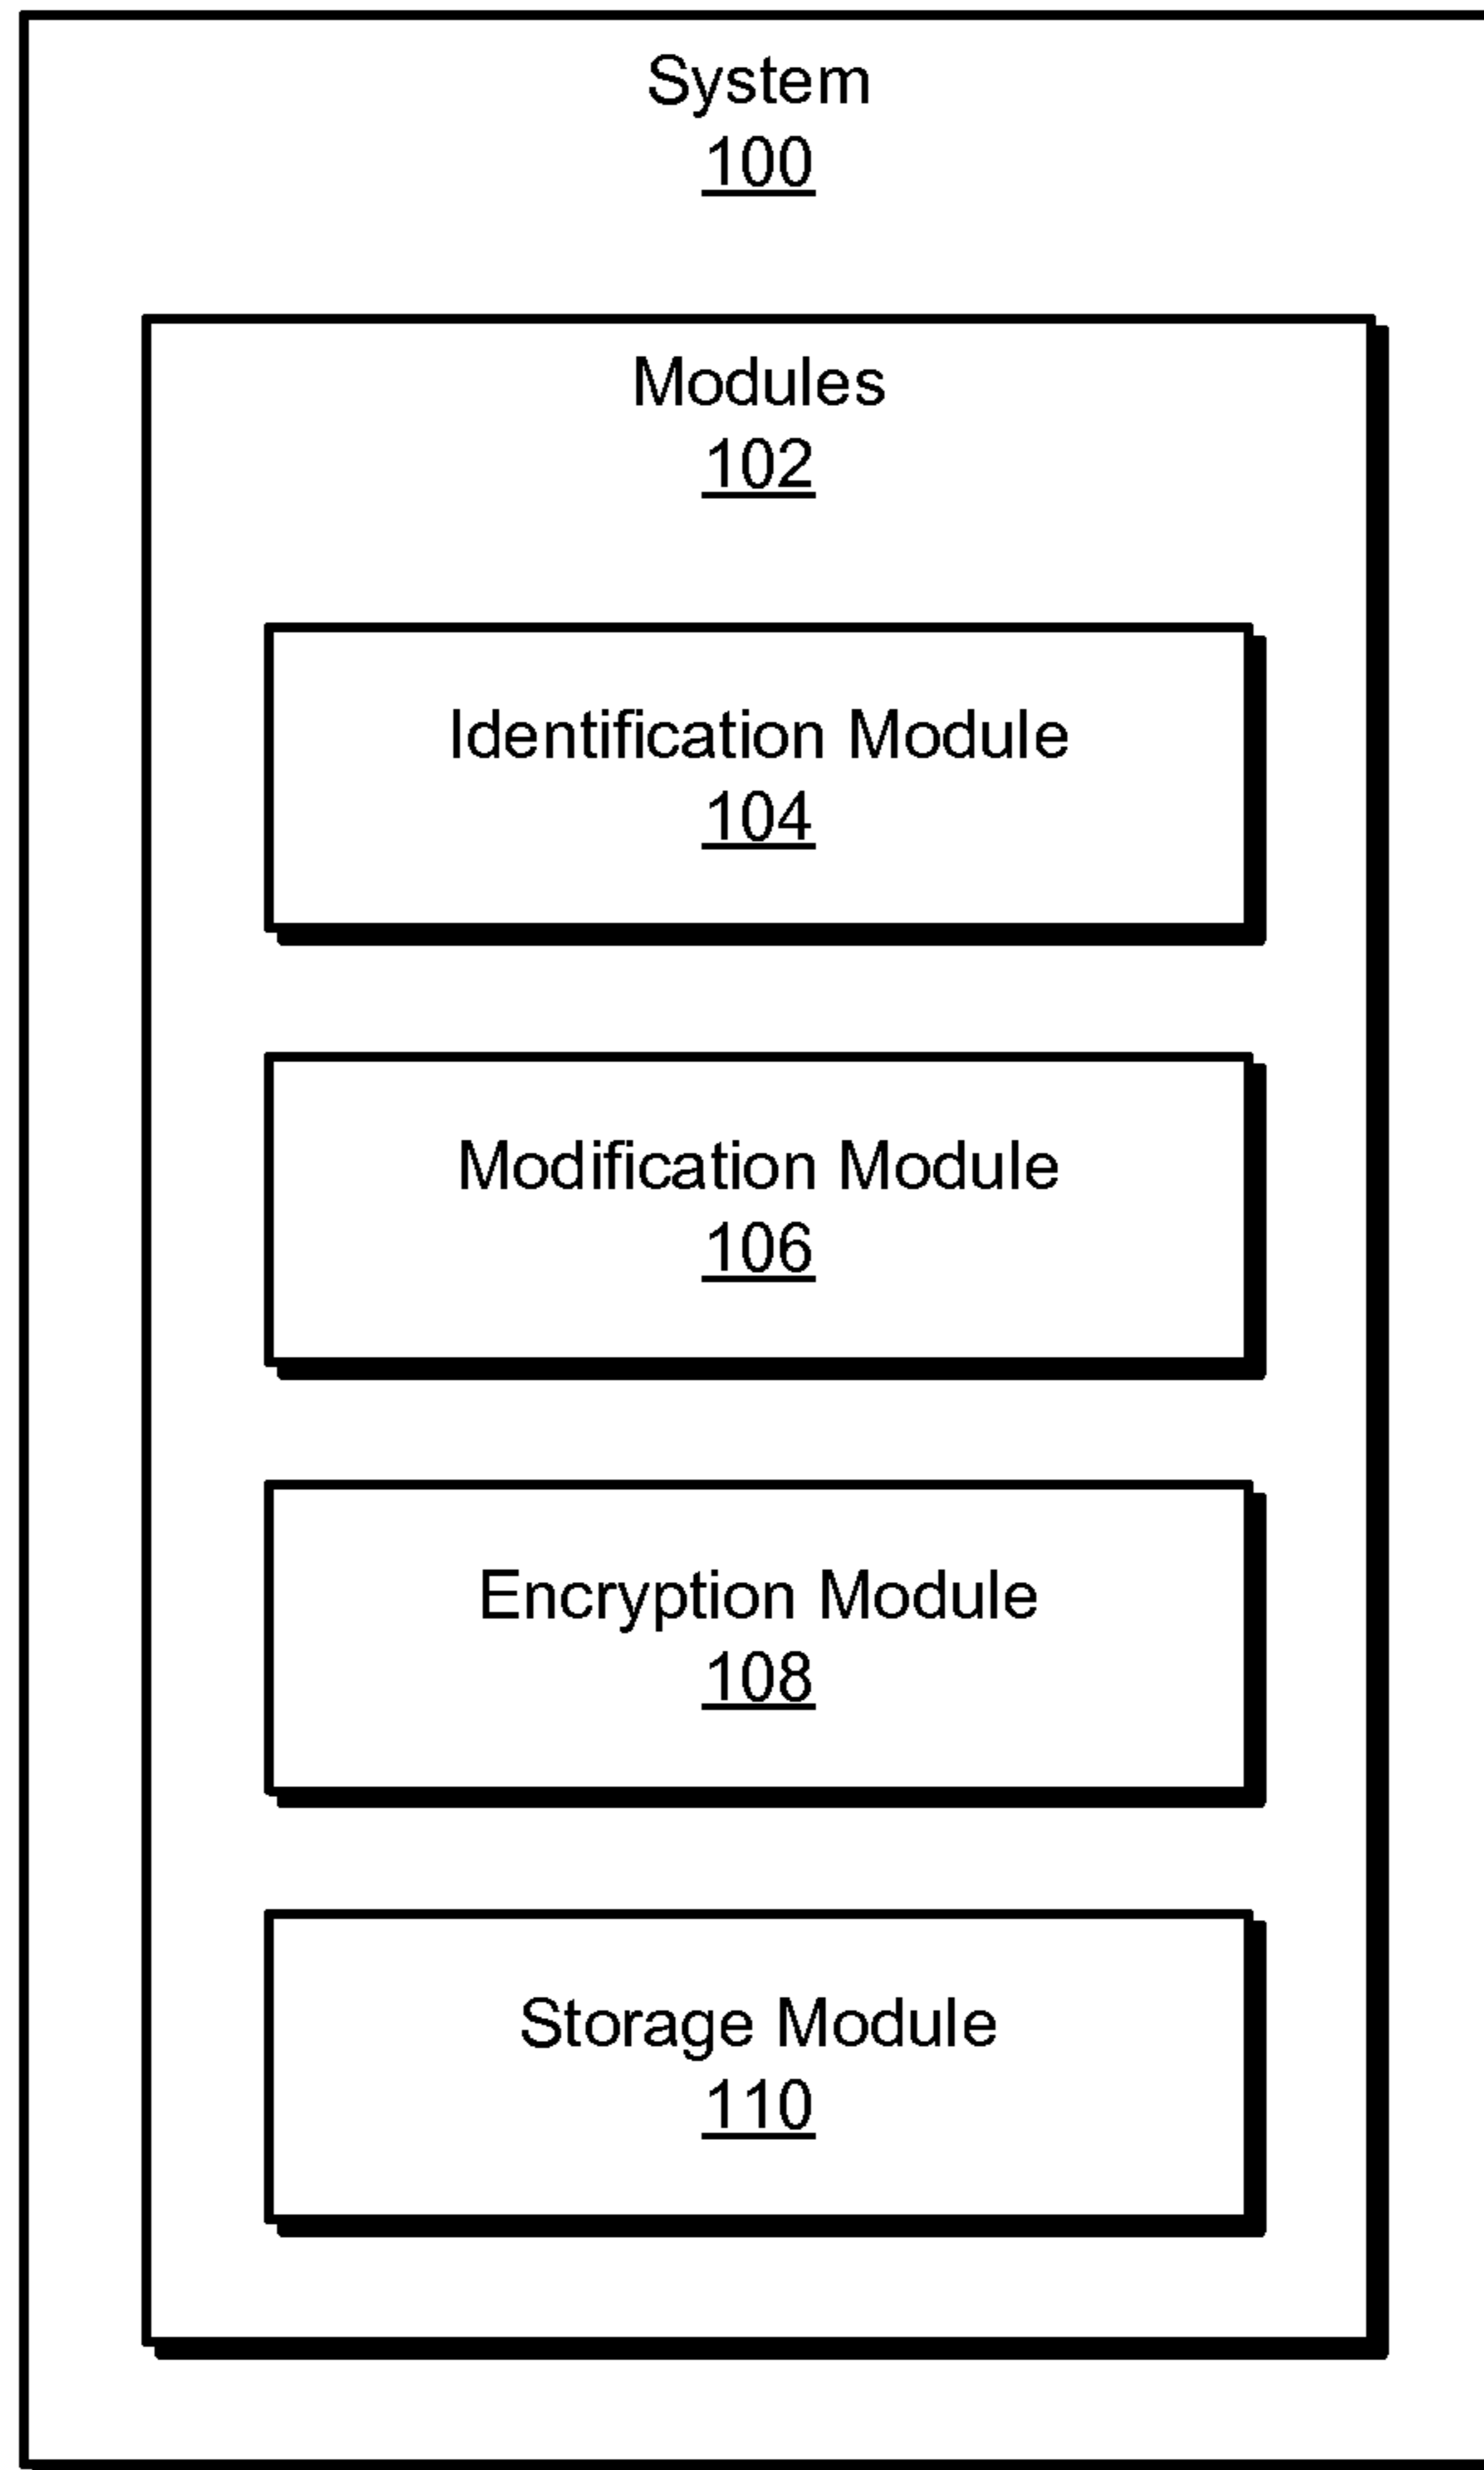 System
100
Modules
102
Identification Module
104
Modification Module
106
Encryption Module
108
Storage Module
110